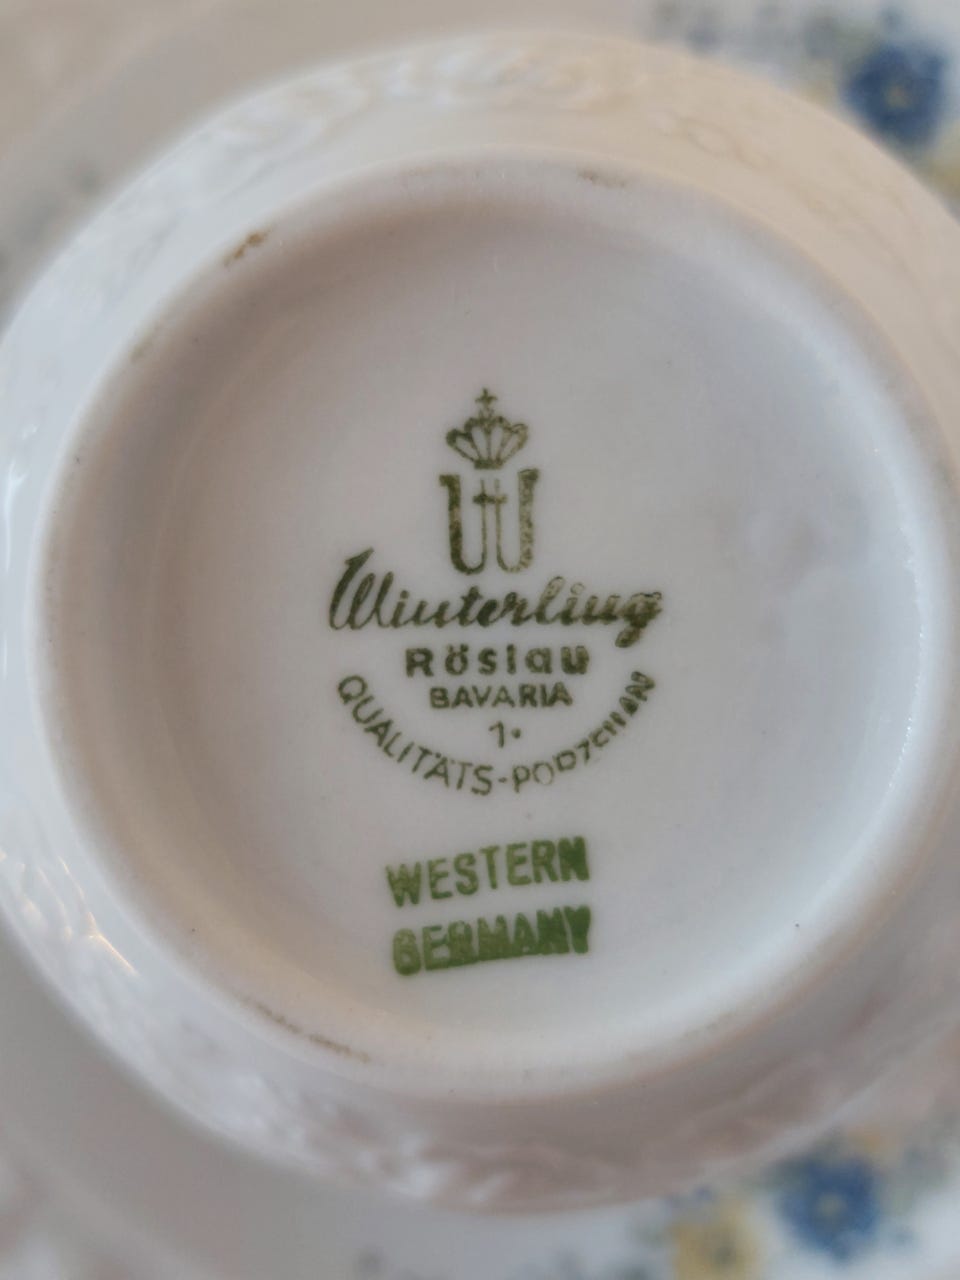 W
Winterling
Röslau
BAVARIA
1.
QUALITÄTS-PORZELLAN
WESTERN
GERMANY